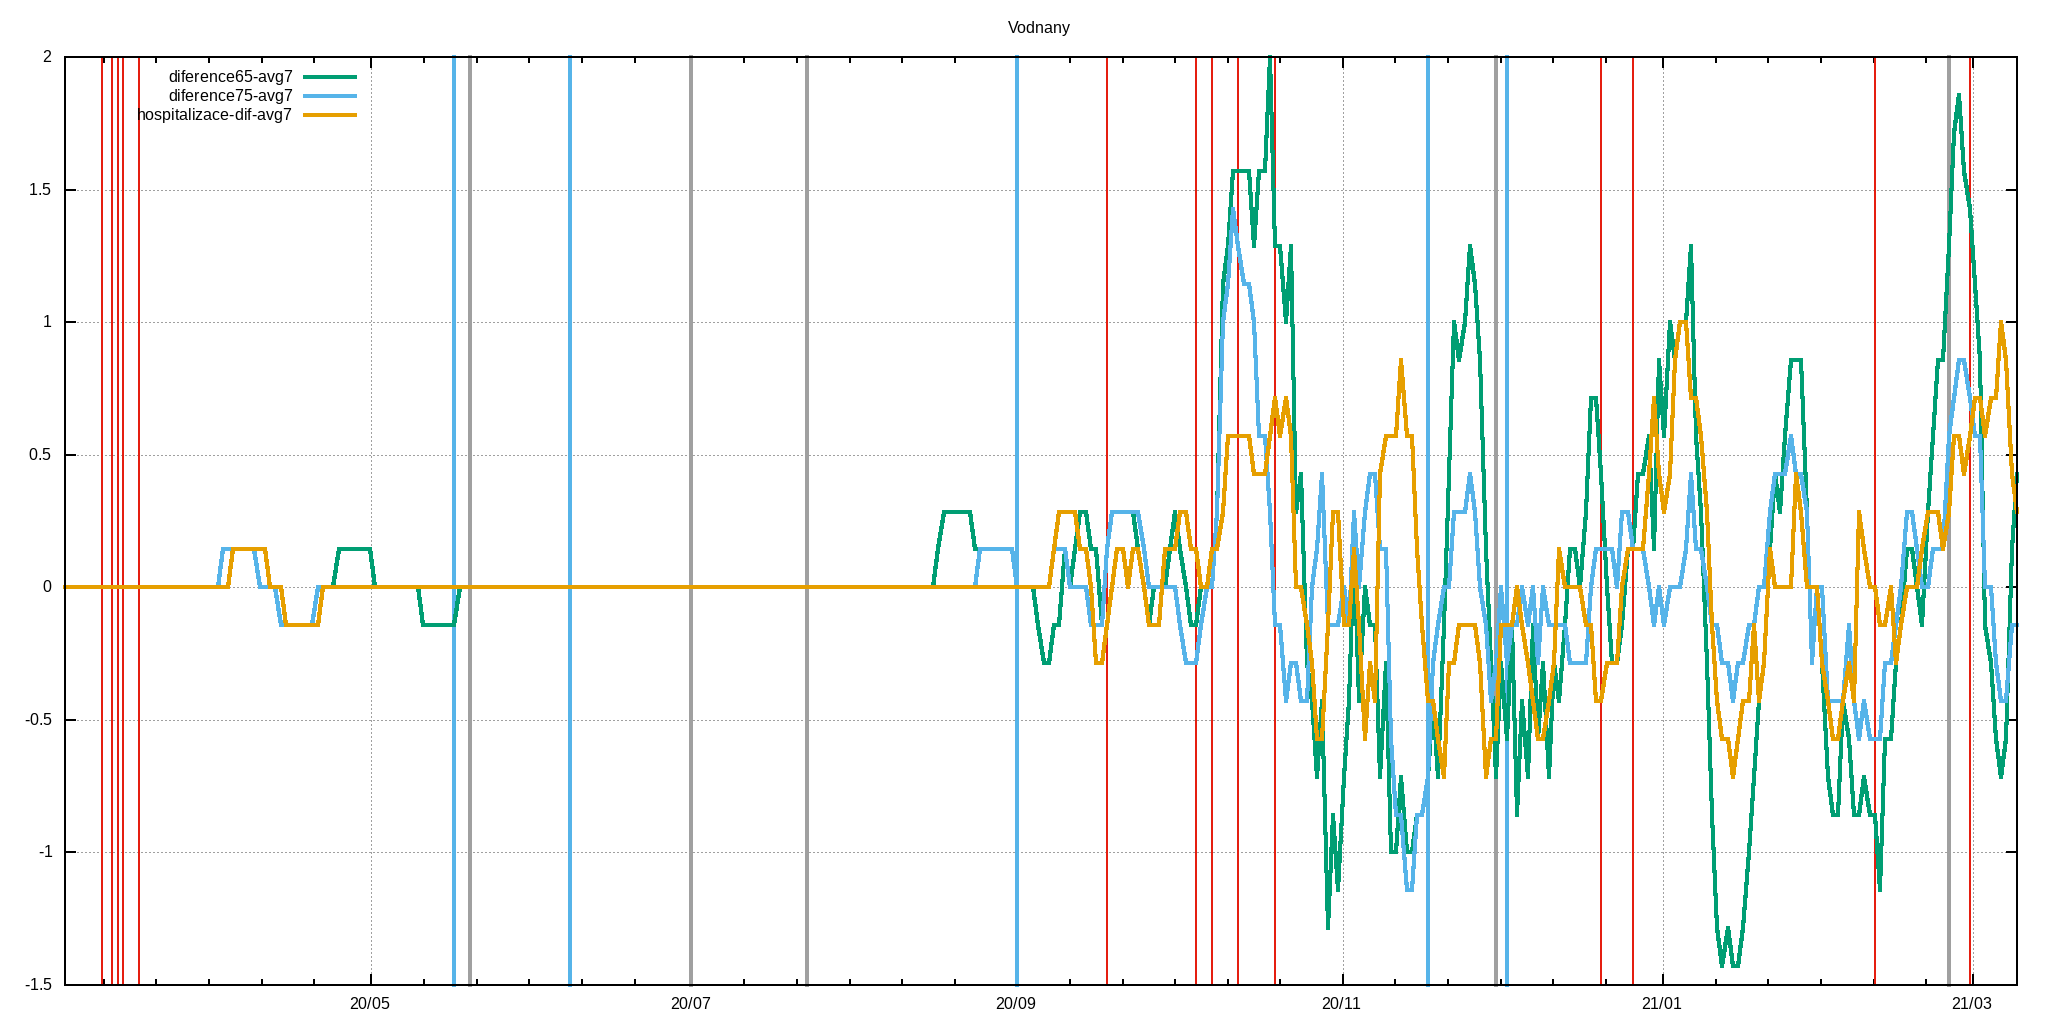 Vodnany
2
diference65-avg7
diference75-avg7
hospitalizace-dif-avg7
1.5
1
0.5
0
-0.5
-1
-1.5
20/05 20/07 20/09 20/11 21/01 21/03